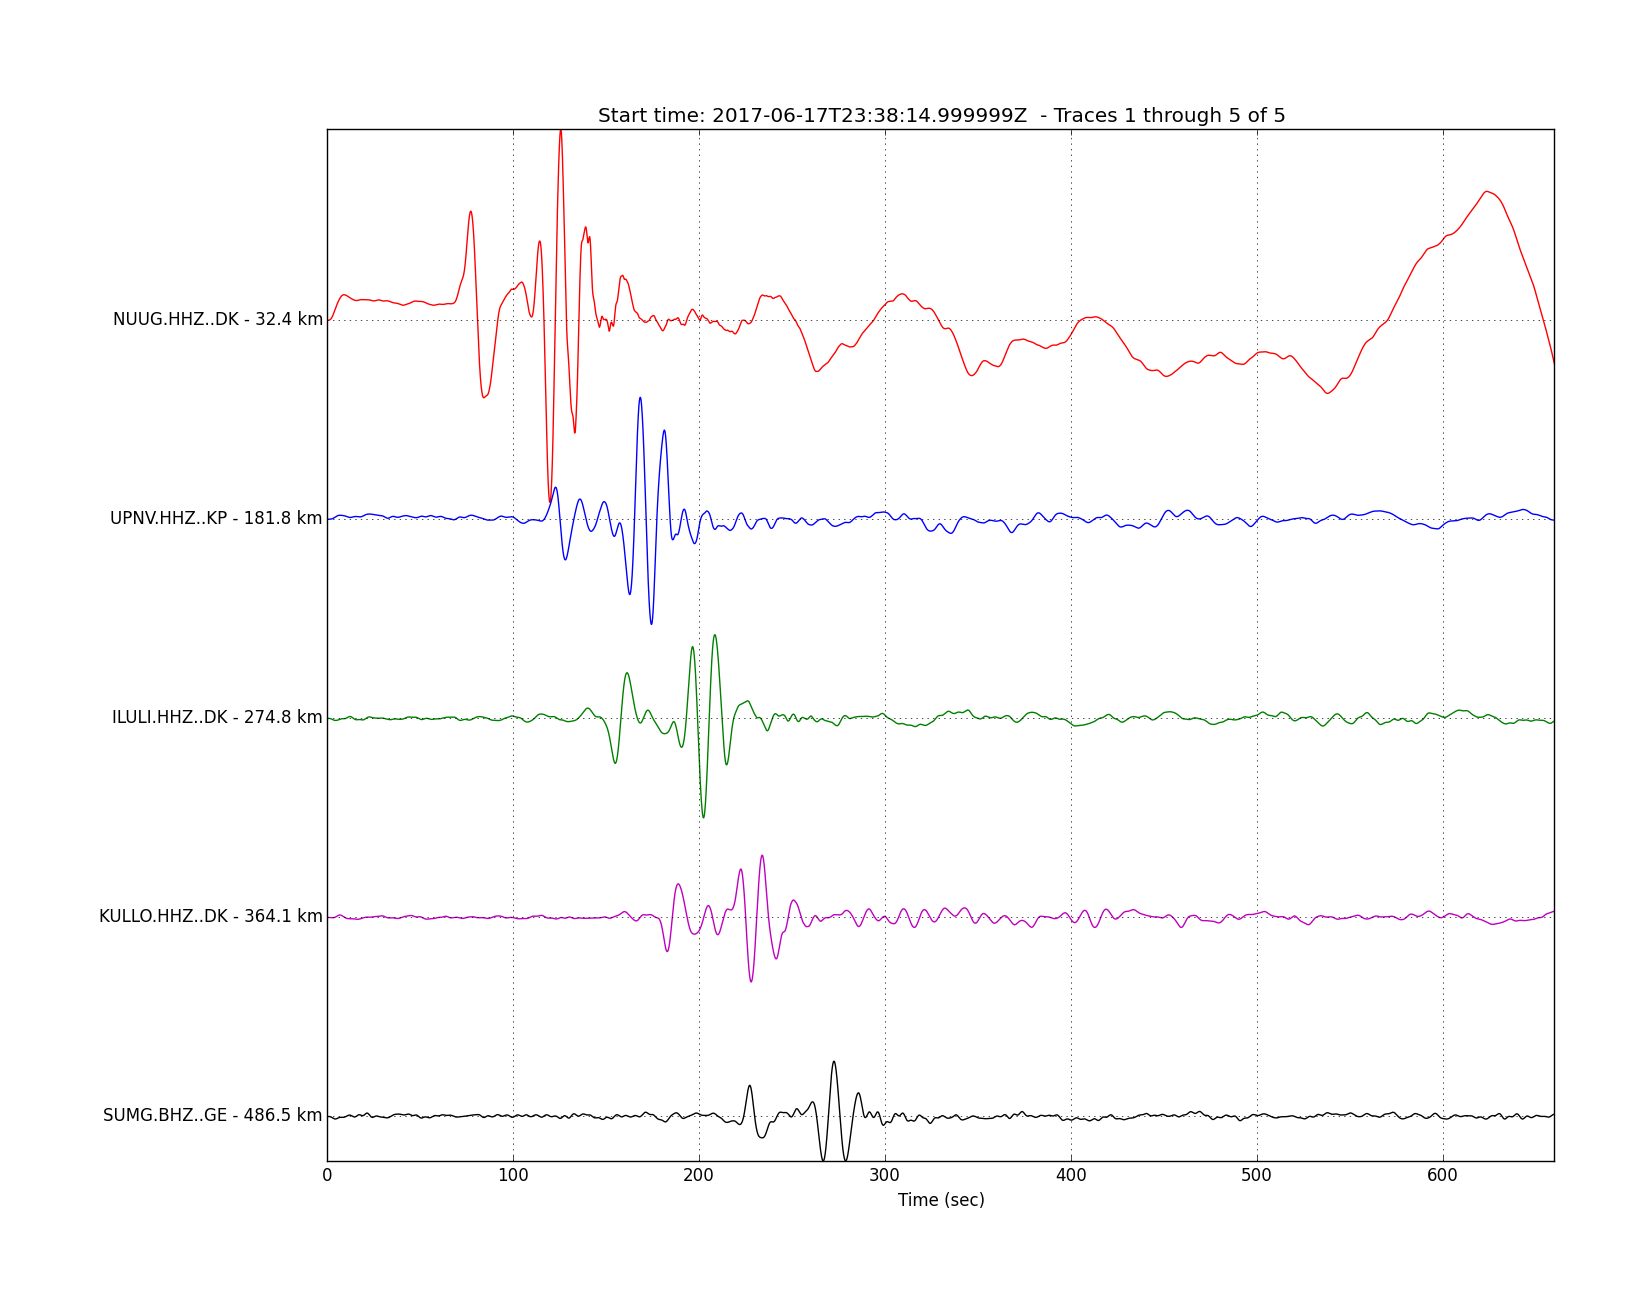 Start time: 2017-06-17T23:38:14.999999Z  - Traces 1 through 5 of 5
NUUG.HHZ..DK - 32.4 km
UPNV.HHZ..KP - 181.8 km
ILULI.HHZ..DK - 274.8 km
KULLO.HHZ..DK - 364.1 km
SUMG.BHZ..GE - 486.5 km
0 100 200 300 400 500 600
Time (sec)